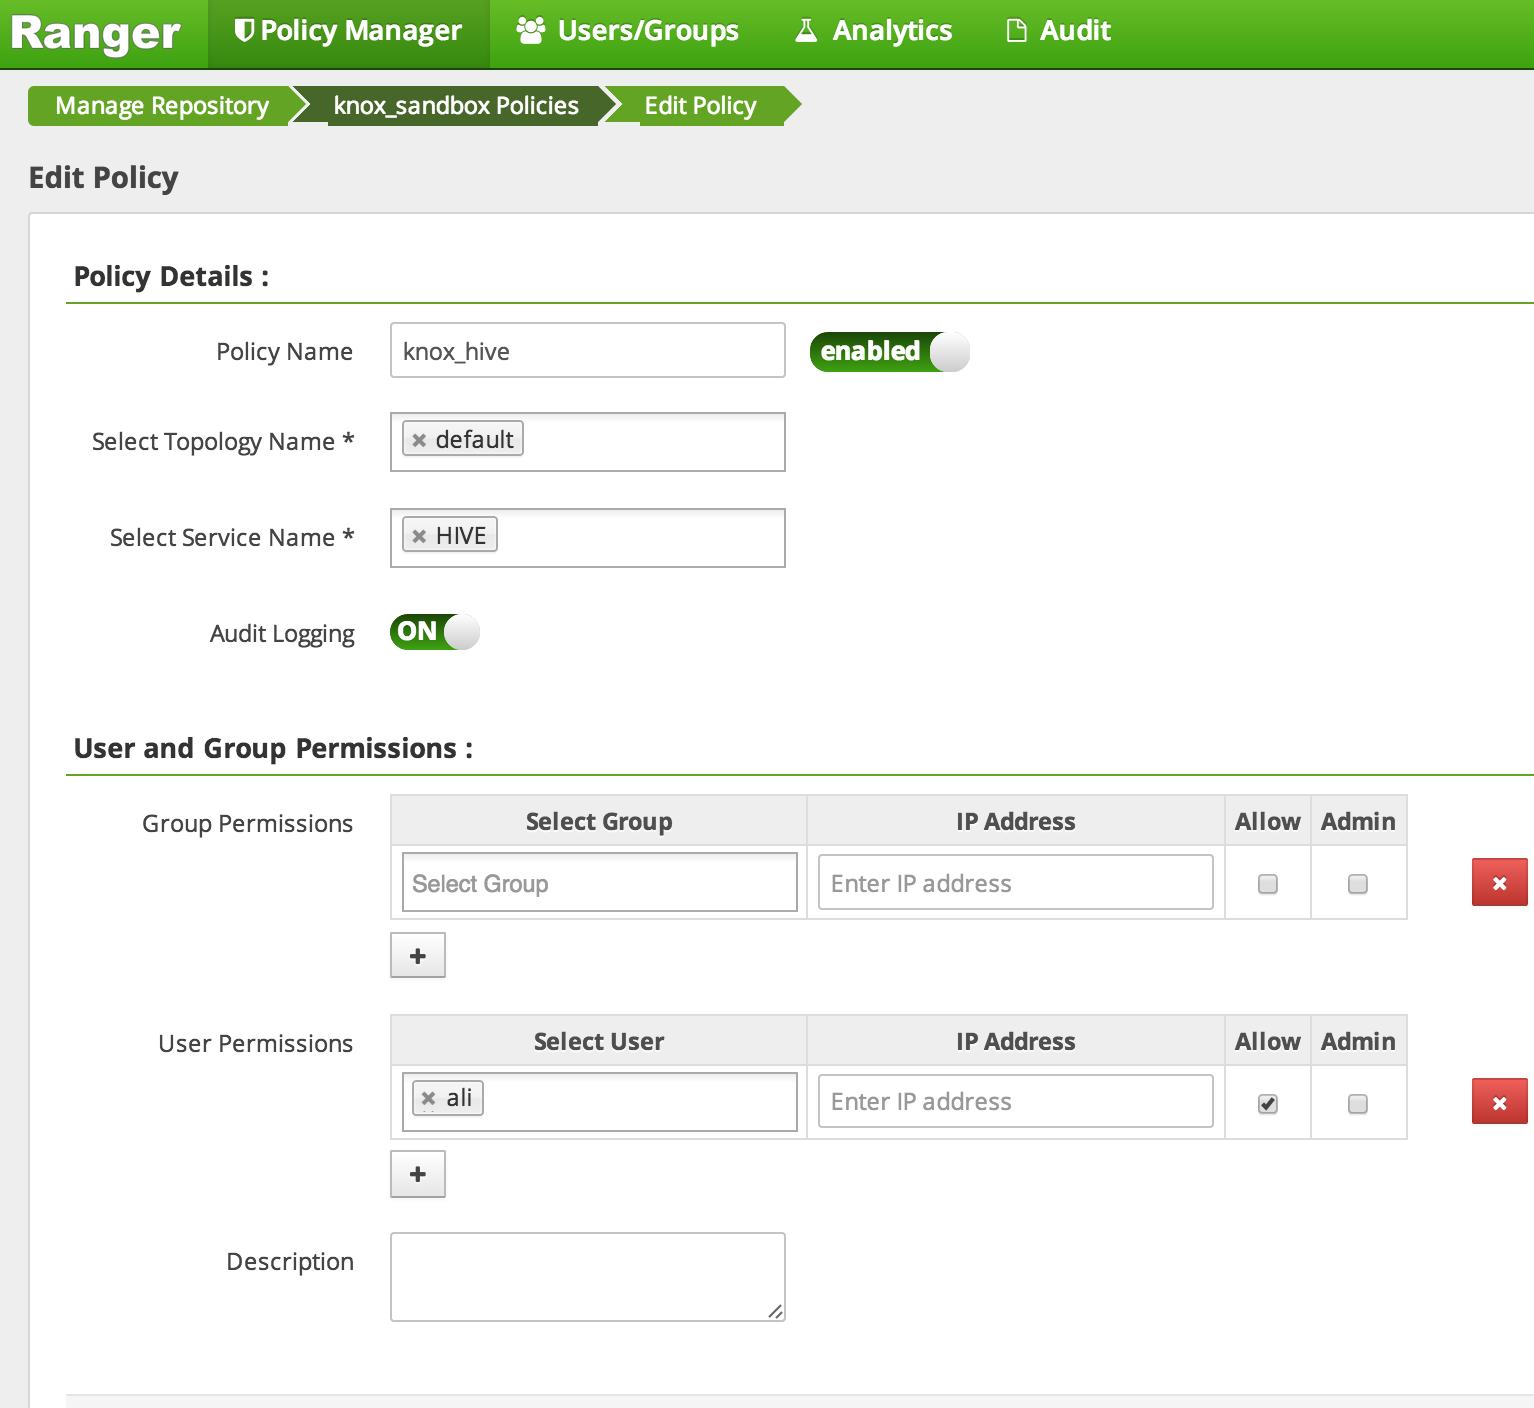 Ranger Policy Manager Users/Groups Analytics Audit
Manage Repository knox_sandbox Policies Edit Policy
Edit Policy
Policy Details :
Policy Name knox_hive enabled
Select Topology Name * default
Select Service Name * HIVE
Audit Logging ON
User and Group Permissions :
Group Permissions Select Group IP Address Allow Admin
Select Group Enter IP address
+
User Permissions Select User IP Address Allow Admin
ali Enter IP address
+
Description